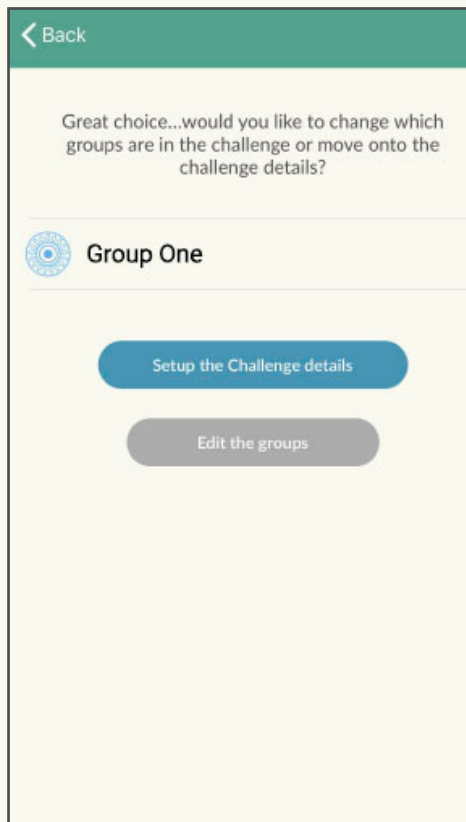 Back
Great choice...would you like to change which
groups are in the challenge or move onto the
challenge details?
Group One
Setup the Challenge details
Edit the groups